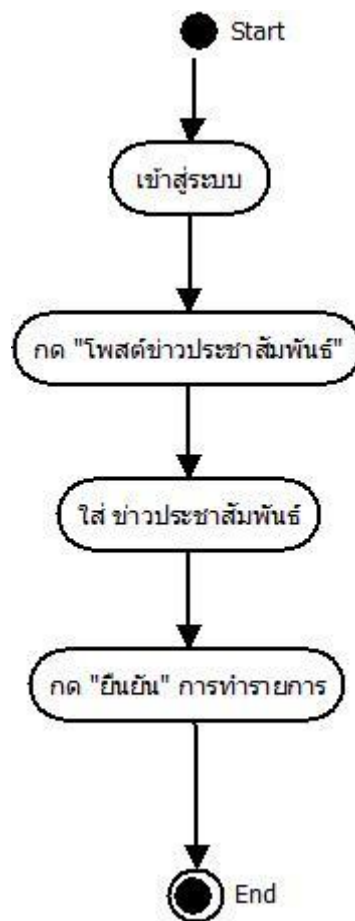 Start
เข้าสู่ระบบ
กด "โพสต์ข่าวประชาสัมพันธ์"
ใส่ ข่าวประชาสัมพันธ์
กด "ยืนยัน" การทำรายการ
End